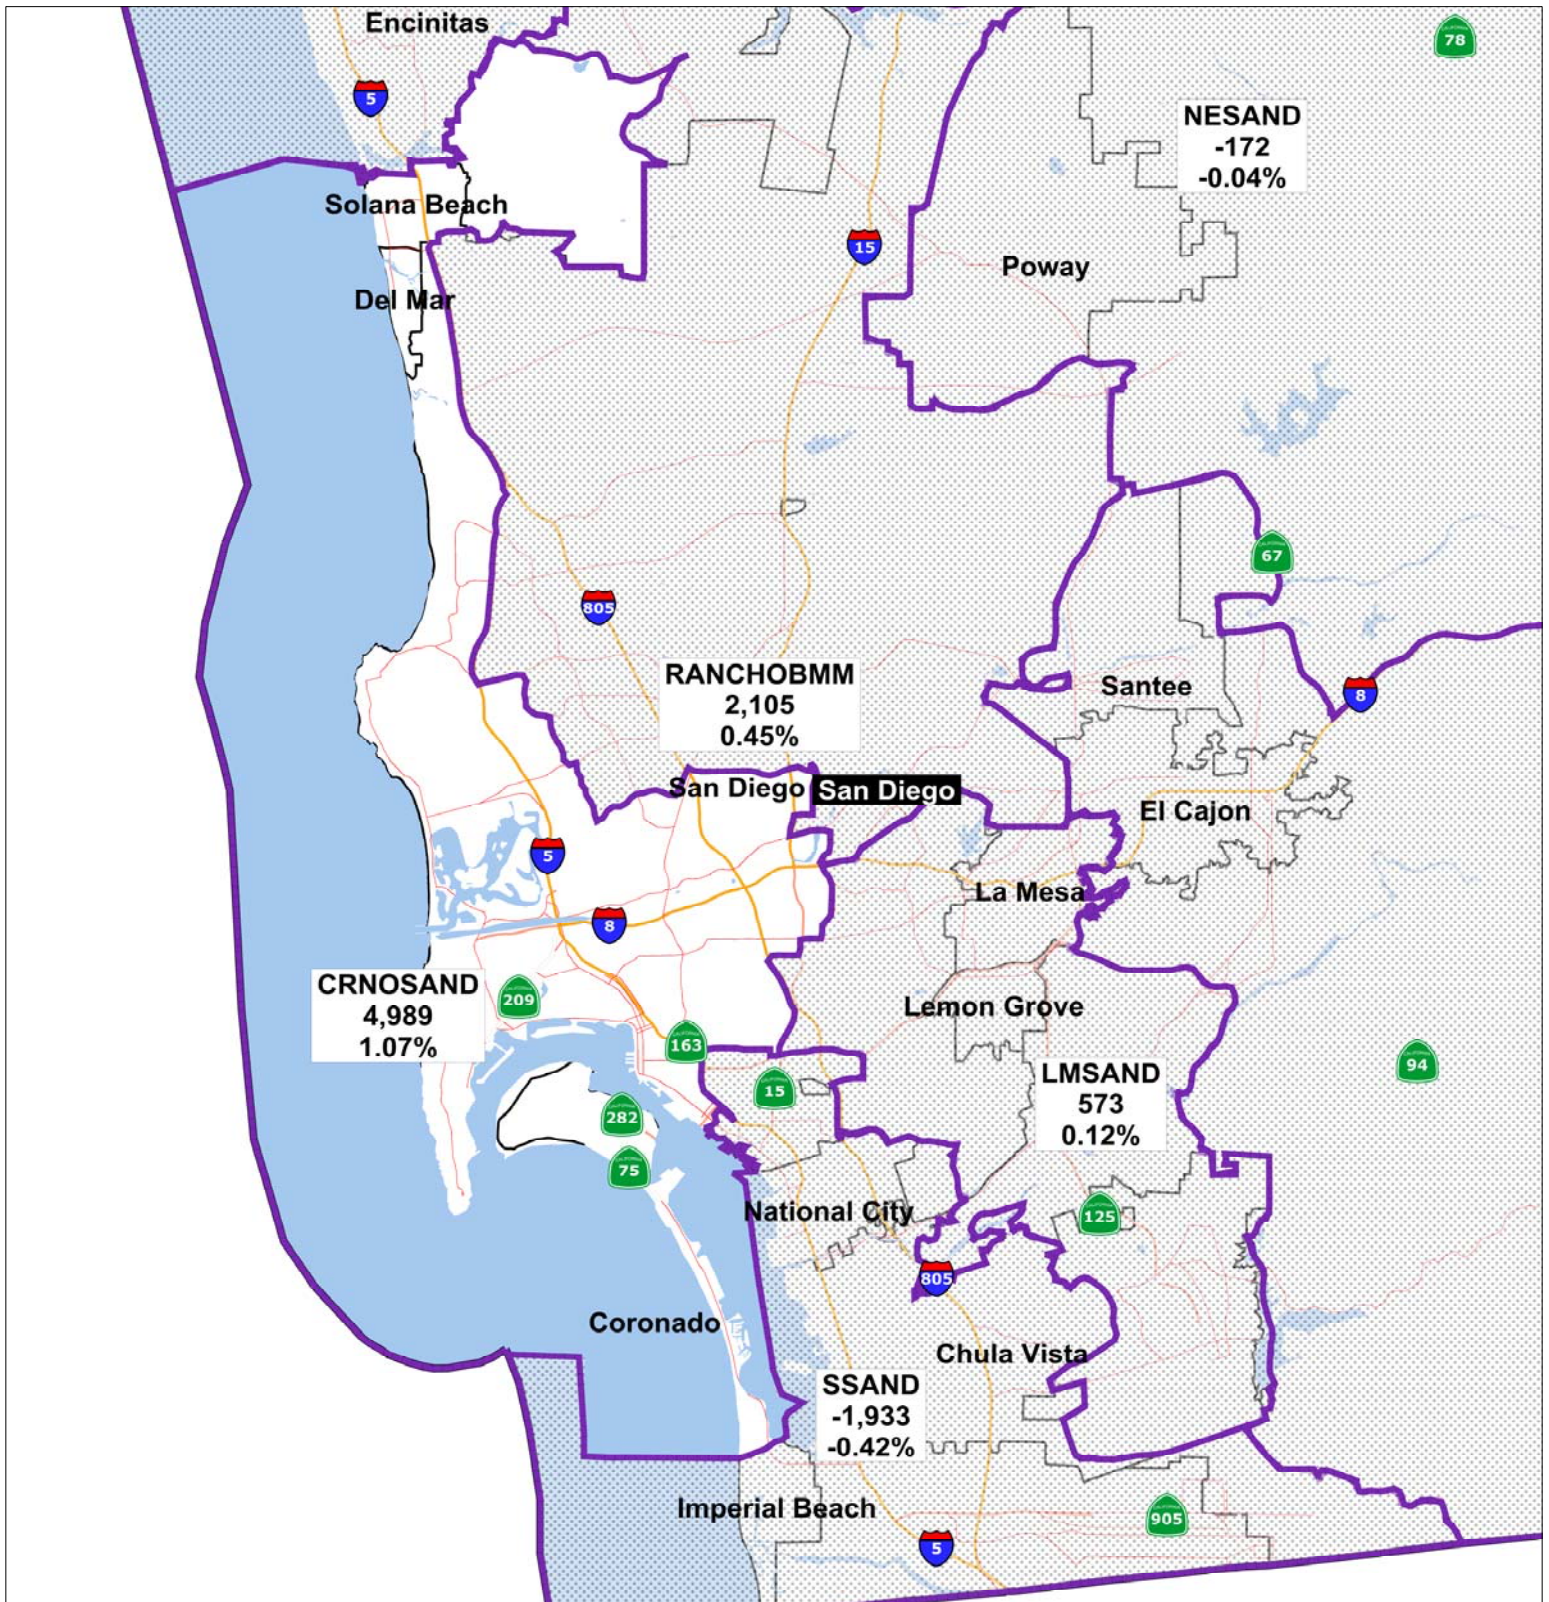 Encinitas
5
78
NESAND
-172
-0.04%
Solana Beach
15
Poway
Del Mar
67
805
RANCHOBMM
2,105
0.45%
Santee
8
San Diego
San Diego
El Cajon
5
La Mesa
8
CRNOSAND
4,989
1.07%
209
Lemon Grove
163
94
LMSAND
573
0.12%
15
282
75
National City
125
805
Coronado
Chula Vista
SSAND
-1,933
-0.42%
Imperial Beach
905
5